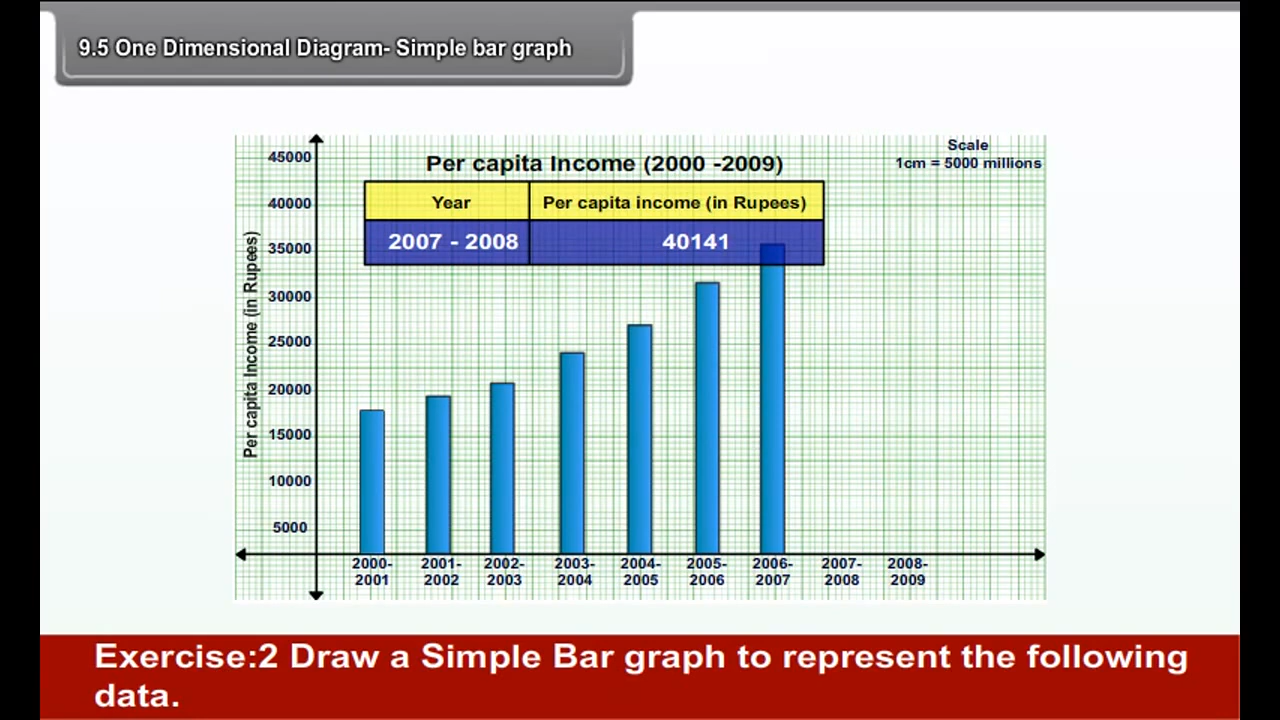 9.5 One Dimensional Diagram- Simple bar graph
Scale
1cm = 5000 millions
Per capita Income (2000 -2009)
Year Per capita income (in Rupees)
2007 - 2008 40141
Per capita Income (in Rupees)
45000
40000
35000
30000
25000
20000
15000
10000
5000
2000- 2001- 2002- 2003- 2004- 2005- 2006- 2007- 2008-
2001 2002 2003 2004 2005 2006 2007 2008 2009
Exercise:2 Draw a Simple Bar graph to represent the following
data.